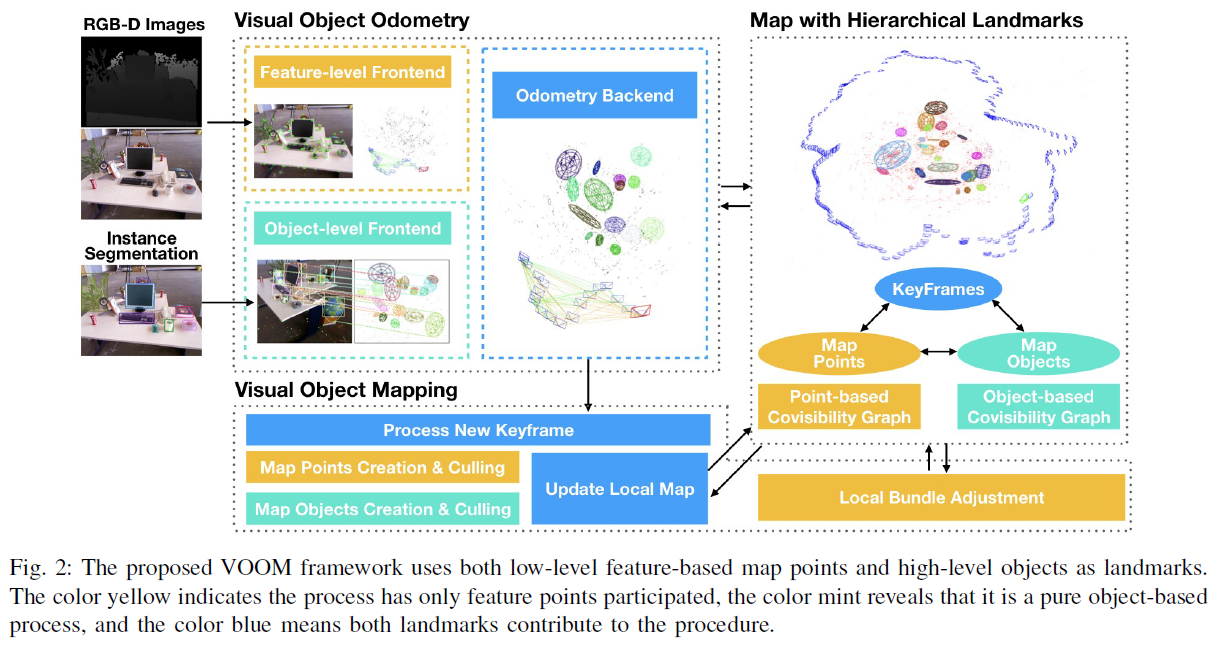 RGB-D Images
Instance
Segmentation
Visual Object Odometry
Feature-level Frontend
Object-level Frontend
Odometry Backend
Visual Object Mapping
Process New Keyframe
Map Points Creation & Culling
Map Objects Creation & Culling
Update Local Map
Map with Hierarchical Landmarks
KeyFrames
Map
Points
Map
Objects
Point-based
Covisibility Graph
Object-based
Covisibility Graph
Local Bundle Adjustment
Fig. 2: The proposed VOOM framework uses both low-level feature-based map points and high-level objects as landmarks.
The color yellow indicates the process has only feature points participated, the color mint reveals that it is a pure object-based
process, and the color blue means both landmarks contribute to the procedure.